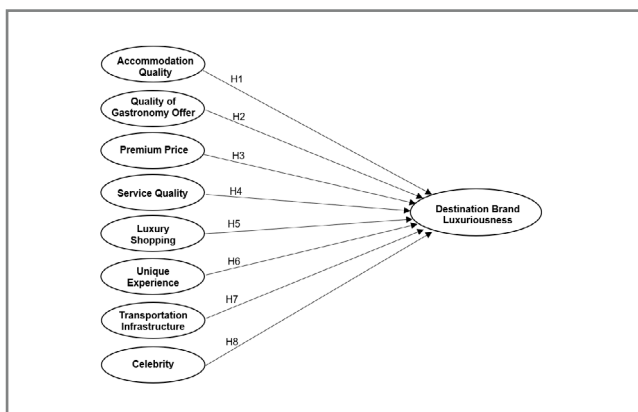 Accommodation
Quality
H1
Quality of
Gastronomy Offer
H2
Premium Price
H3
Service Quality
H4
Destination Brand
Luxuriousness
Luxury
Shopping
H5
Unique
Experience
H6
Transportation
Infrastructure
H7
Celebrity
H8